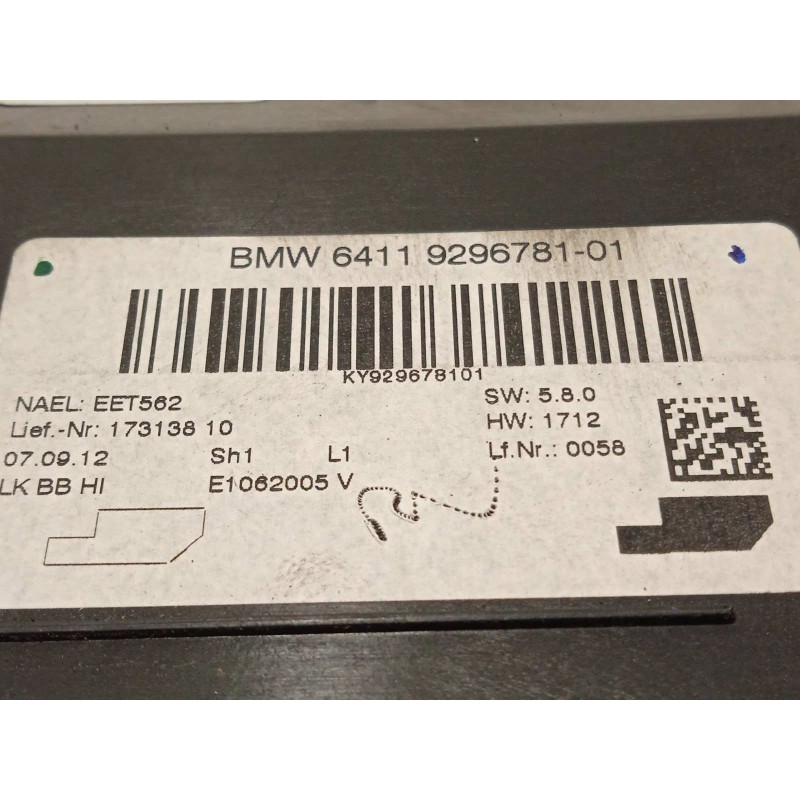 BMW 6411 9296781-01
KY929678101
NAEL: EET562
SW: 5.8.0
Lief.-Nr: 173138 10
HW: 1712
07.09.12 Sh1 L1
Lf.Nr.: 0058
LK BB HI E1062005 V